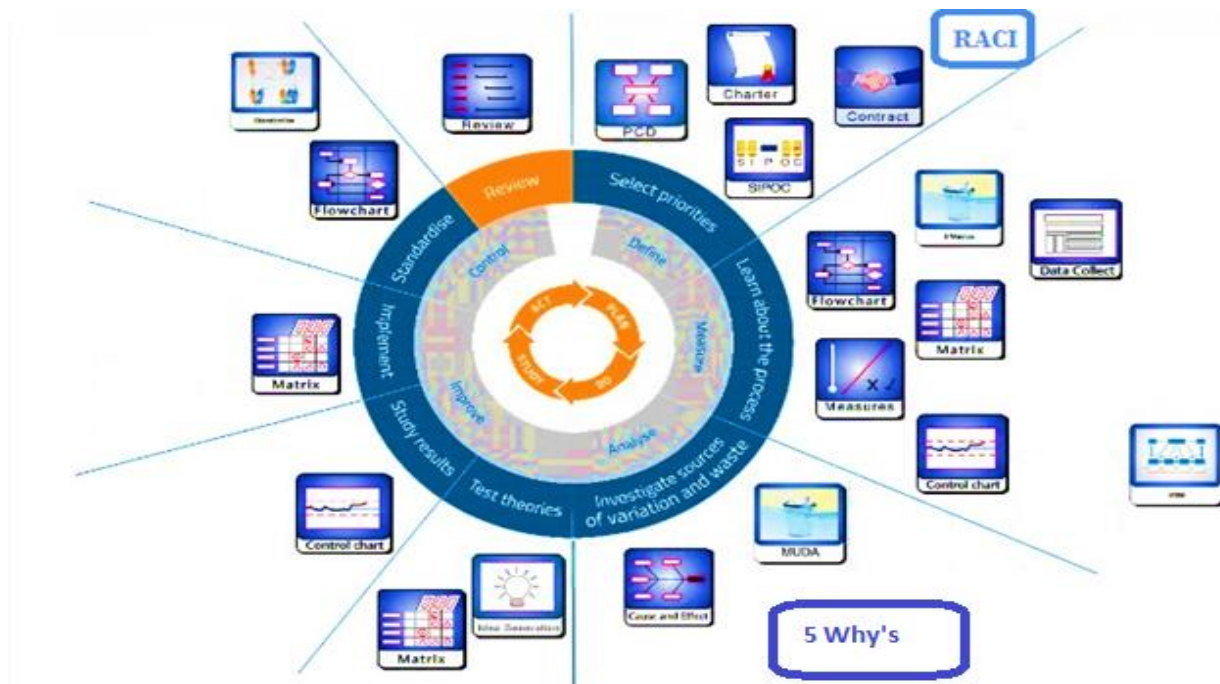 RACI
Charter
Contract
PCD
SIPOC
S I P O C
Review
Flowchart
Review
Select priorities
Standardise
Control
Define
Learn about the process
Data Collect
Flowchart
Matrix
Measures
Control chart
ACT
PLAN
DO
STUDY
Measure
Implement
Matrix
Improve
Analyse
Study results
Test theories
Investigate sources
of variation and waste
Control chart
MUDA
Cause and Effect
Idea Generation
Matrix
5 Why's